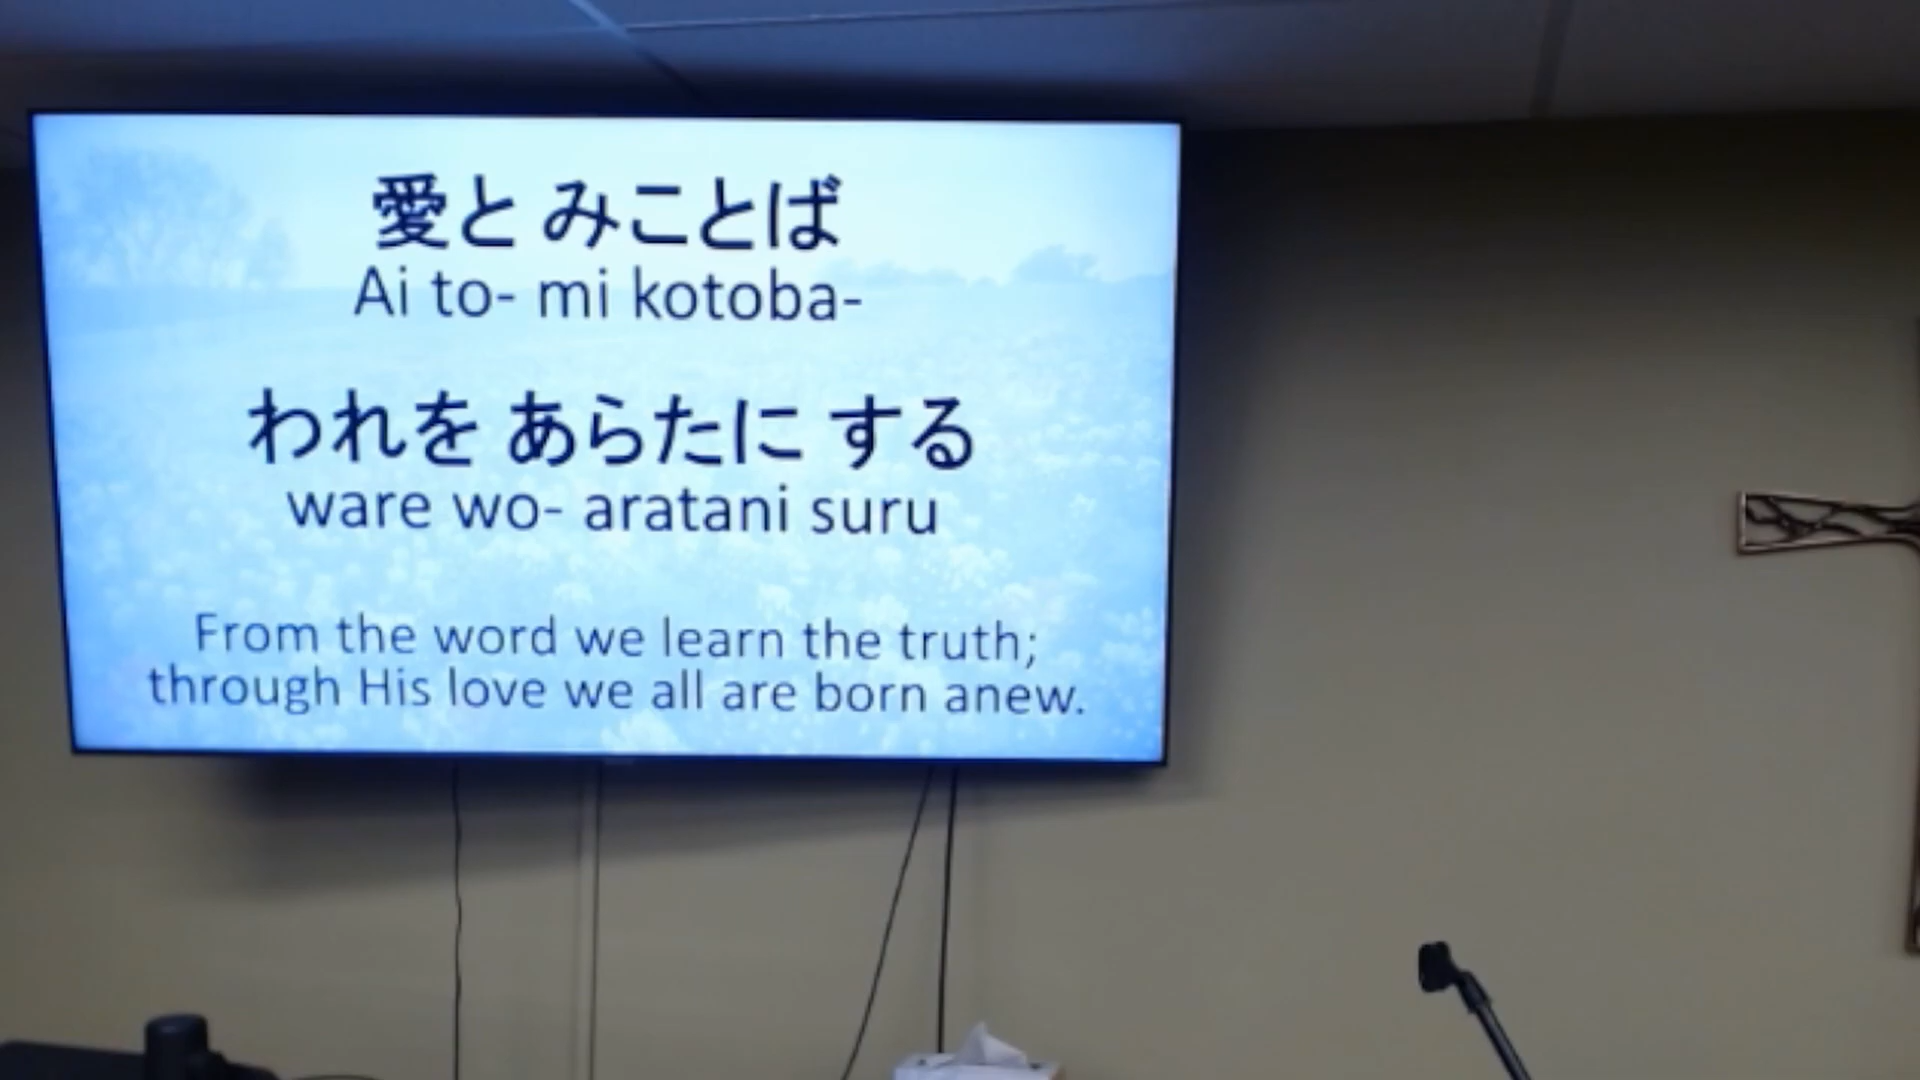 愛と みことば
Ai to- mi kotoba-
われを あらたに する
ware wo- aratani suru
From the word we learn the truth;
through His love we all are born anew.